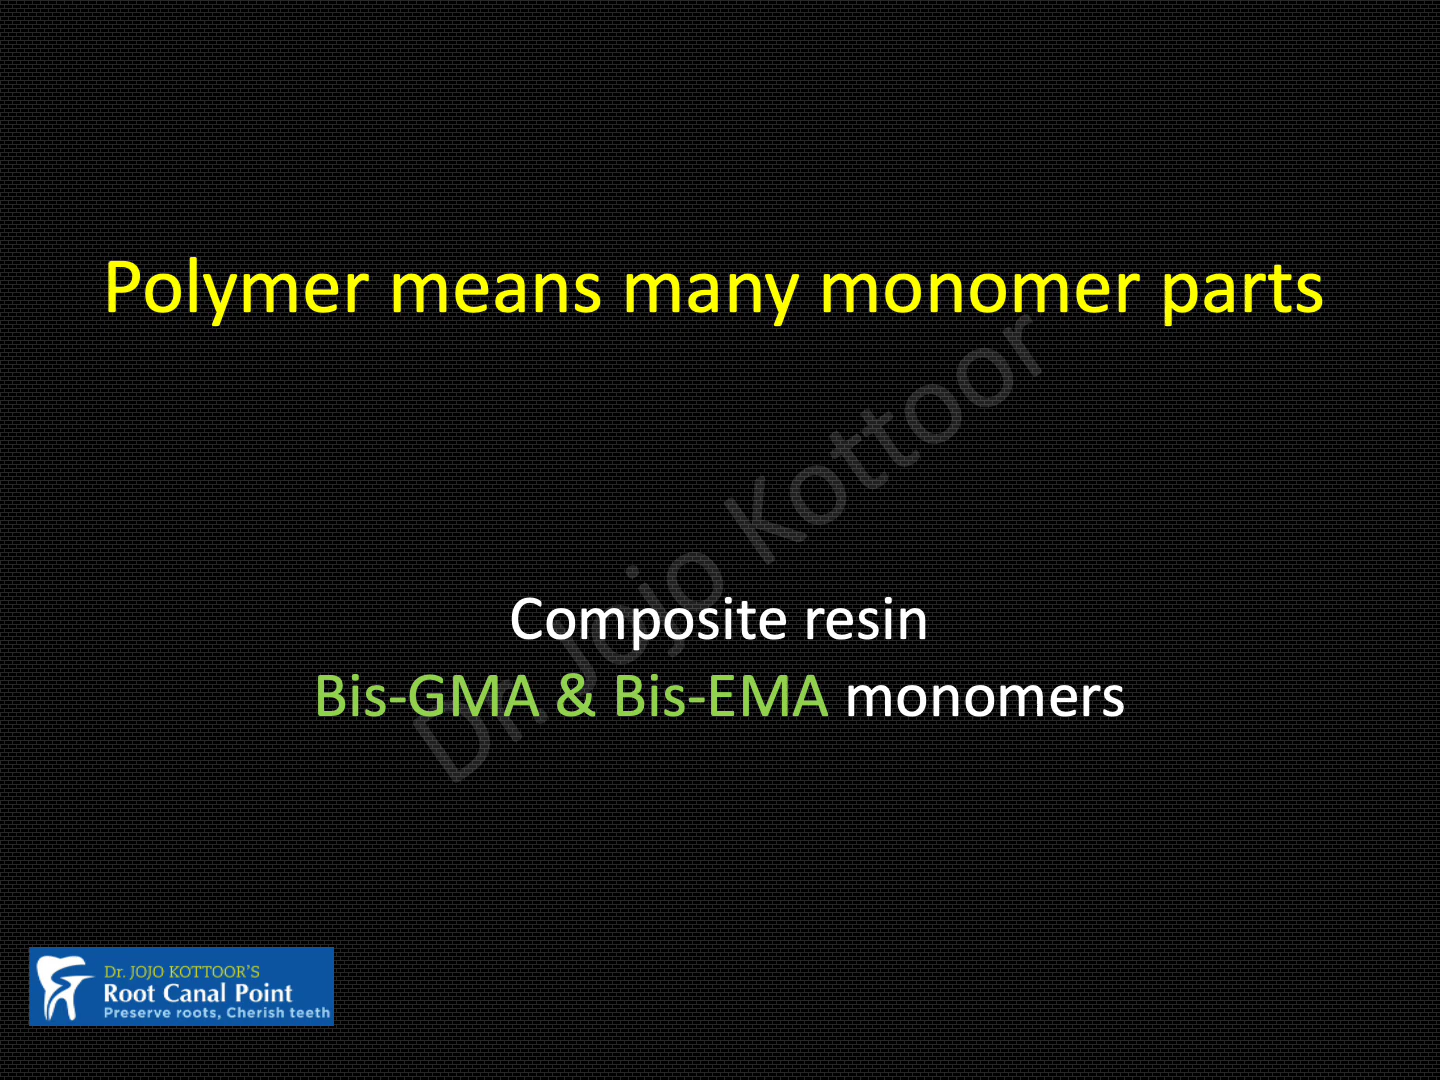 Polymer means many monomer parts
Dr. Jojo Kottoor
Composite resin
Bis-GMA & Bis-EMA monomers
Dr. JOJO KOTTOOR'S
Root Canal Point
Preserve roots, Cherish teeth